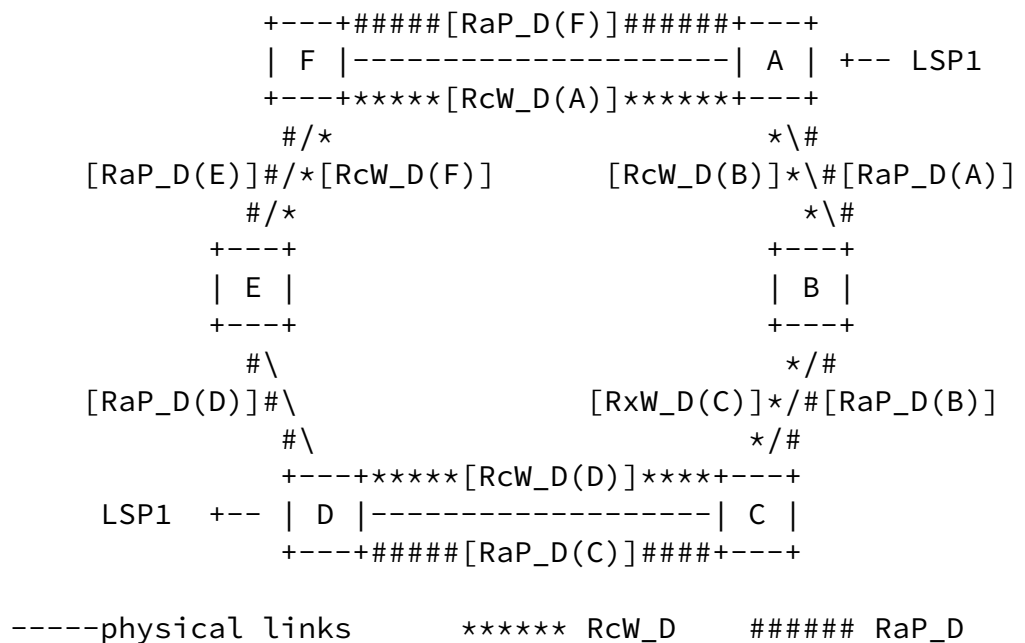 +---+#####[RaP_D(F)]######+---+
| F |---------------------| A | +-- LSP1
+---+*****[RcW_D(A)]******+---+
#/* *\#
[RaP_D(E)]#/*[RcW_D(F)] [RcW_D(B)]*\#[RaP_D(A)]
#/* *\#
+---+ +---+
| E | | B |
+---+ +---+
#\ */#
[RaP_D(D)]#\ [RxW_D(C)]*/#[RaP_D(B)]
#\ */#
+---+*****[RcW_D(D)]****+---+
LSP1 +-- | D |-------------------| C |
+---+#####[RaP_D(C)]####+---+
-----physical links ****** RcW_D ###### RaP_D